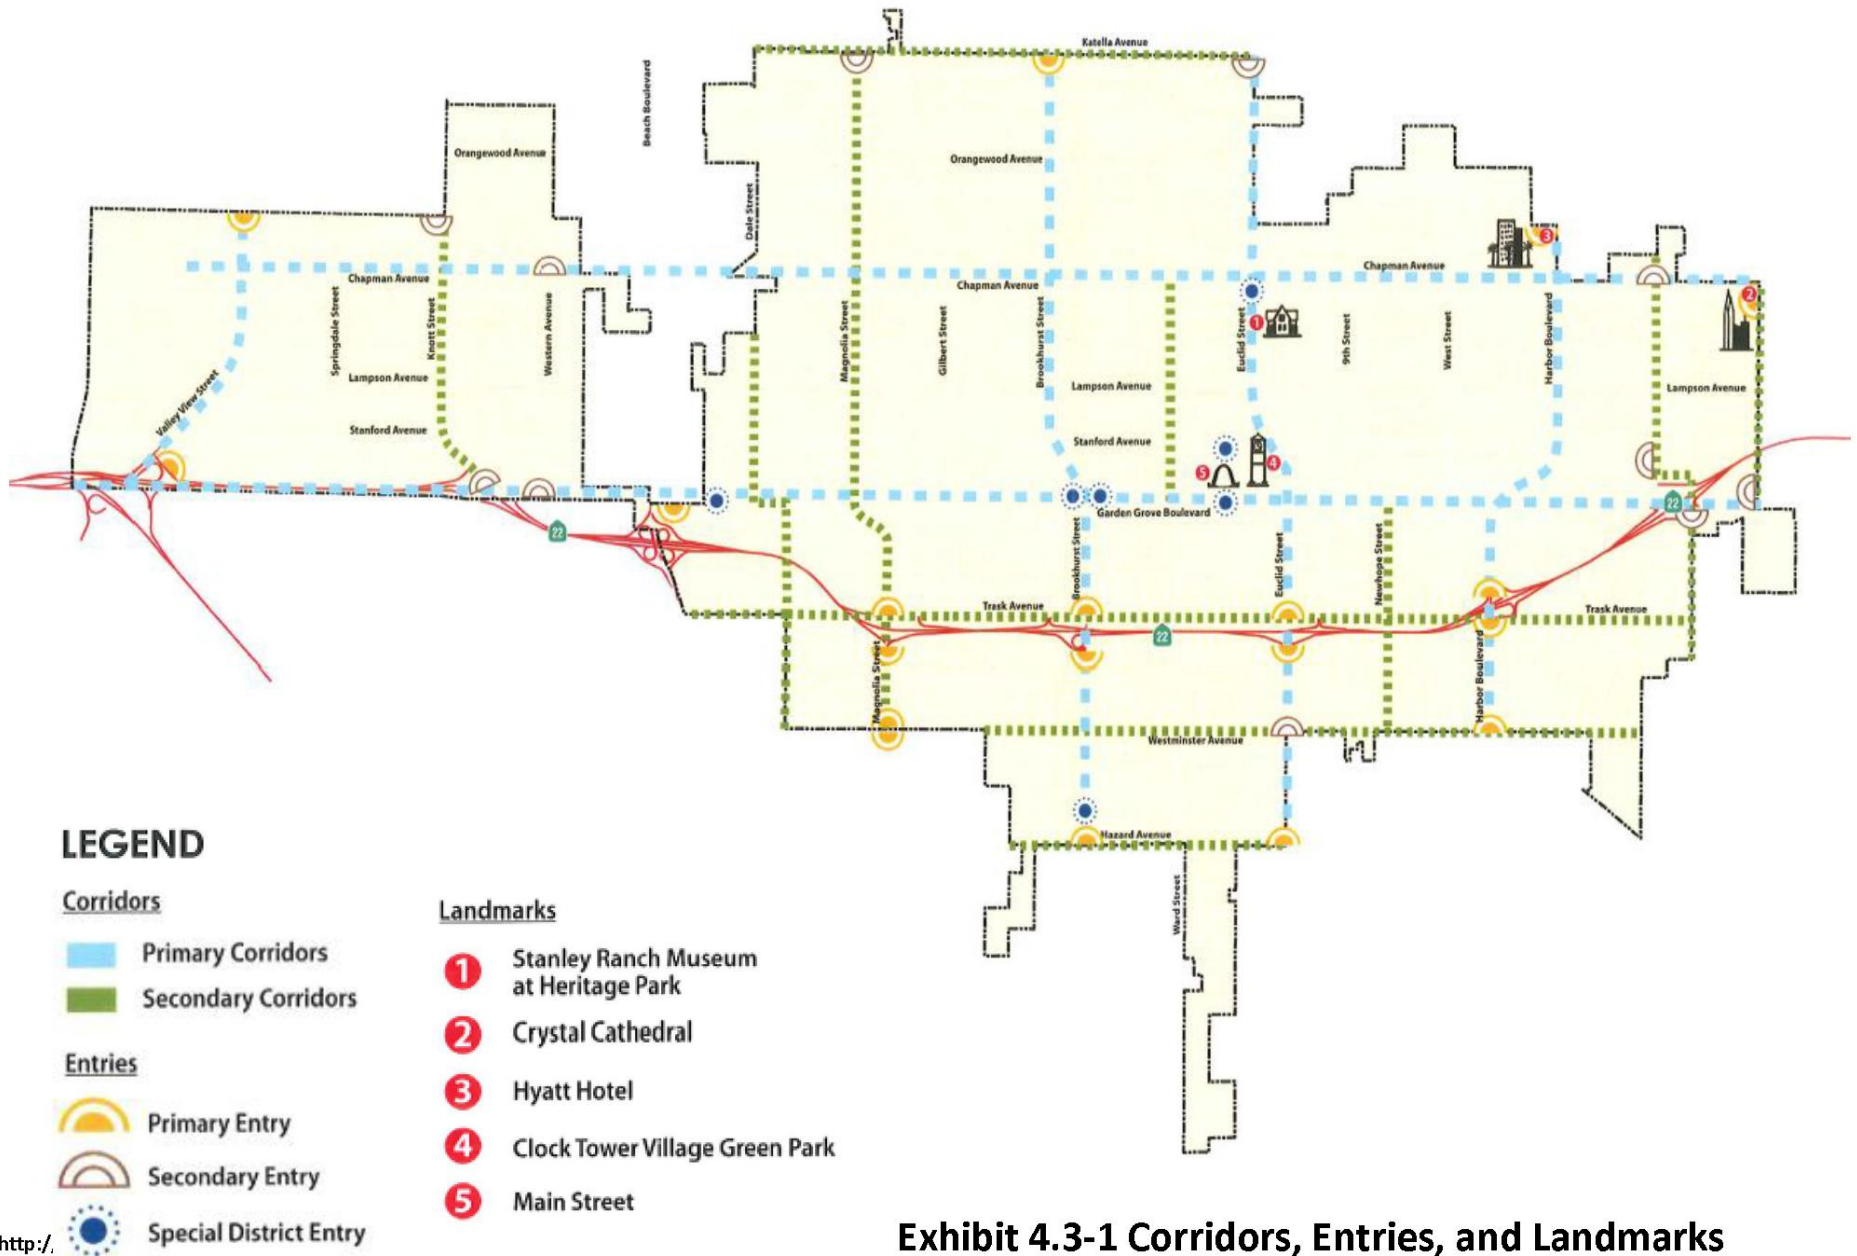 Katella Avenue
Beach Boulevard
Orangewood Avenue
Orangewood Avenue
Dale Street
3
Chapman Avenue
Chapman Avenue
Chapman Avenue
2
Springdale Street
Knott Street
Western Avenue
Magnolia Street
Gilbert Street
Brookhurst Street
Euclid Street
1
9th Street
West Street
Harbor Boulevard
Lampson Avenue
Lampson Avenue
Lampson Avenue
Valley View Street
Stanford Avenue
Stanford Avenue
5
4
22
Garden Grove Boulevard
22
Brookhurst Street
Euclid Street
Newhope Street
Trask Avenue
Trask Avenue
22
Magnolia Street
Harbor Boulevard
Westminster Avenue
Hazard Avenue
Ward Street
LEGEND
Corridors
Primary Corridors
Secondary Corridors
Entries
Primary Entry
Secondary Entry
Special District Entry
Landmarks
1 Stanley Ranch Museum
at Heritage Park
2 Crystal Cathedral
3 Hyatt Hotel
4 Clock Tower Village Green Park
5 Main Street
http:/
Exhibit 4.3-1 Corridors, Entries, and Landmarks